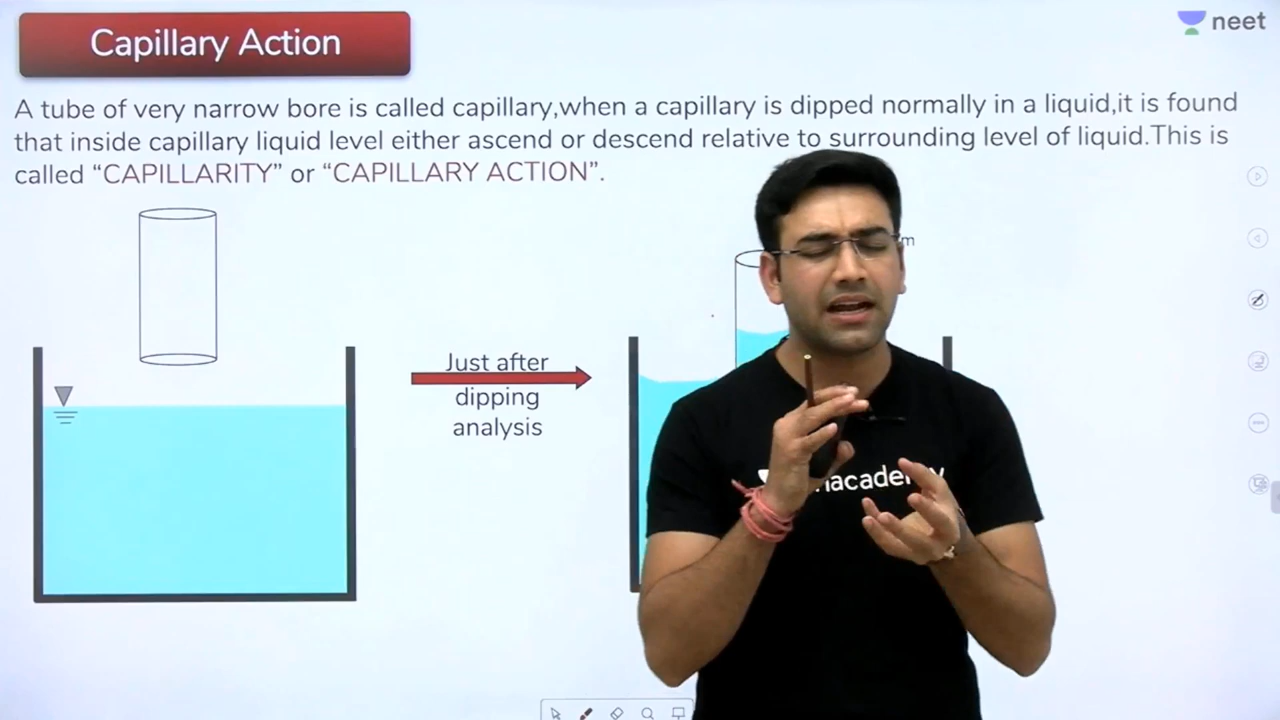 Capillary Action
neet
A tube of very narrow bore is called capillary,when a capillary is dipped normally in a liquid,it is found
that inside capillary liquid level either ascend or descend relative to surrounding level of liquid.This is
called “CAPILLARITY” or “CAPILLARY ACTION”.
Just after
dipping
analysis